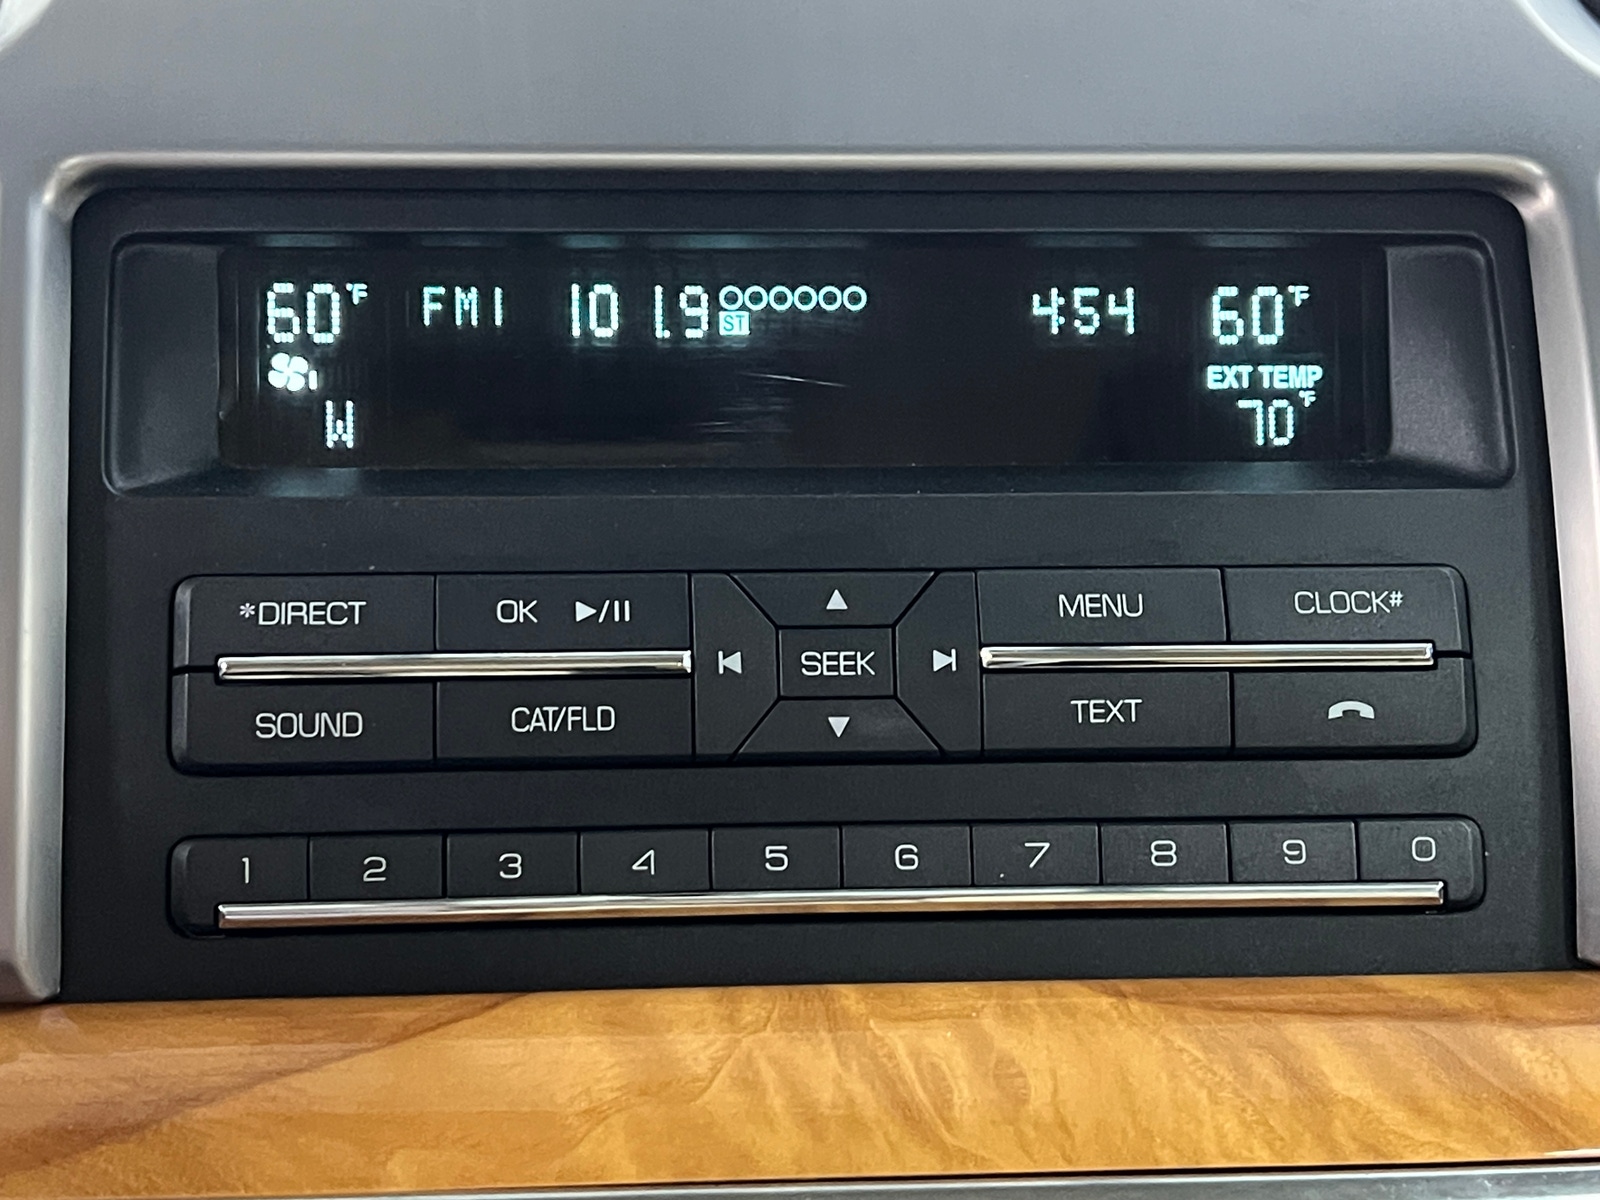 60°F FM1 101.9 ST 4:54 60°F
EXT TEMP
W 70°F
*DIRECT OK ▶/II MENU CLOCK#
SEEK
SOUND CAT/FLD TEXT
1 2 3 4 5 6 7 8 9 0